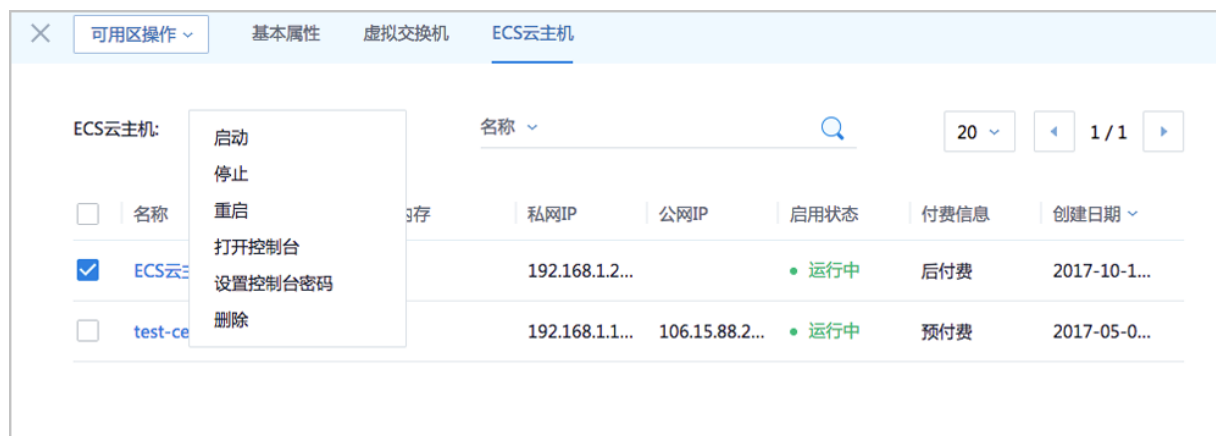 可用区操作 基本属性 虚拟交换机 ECS云主机
ECS云主机: 名称 20 1 / 1
启动
停止
重启
打开控制台
设置控制台密码
删除
名称 内存 私网IP 公网IP 启用状态 付费信息 创建日期
ECS云 192.168.1.2... 运行中 后付费 2017-10-1...
test-ce 192.168.1.1... 106.15.88.2... 运行中 预付费 2017-05-0...